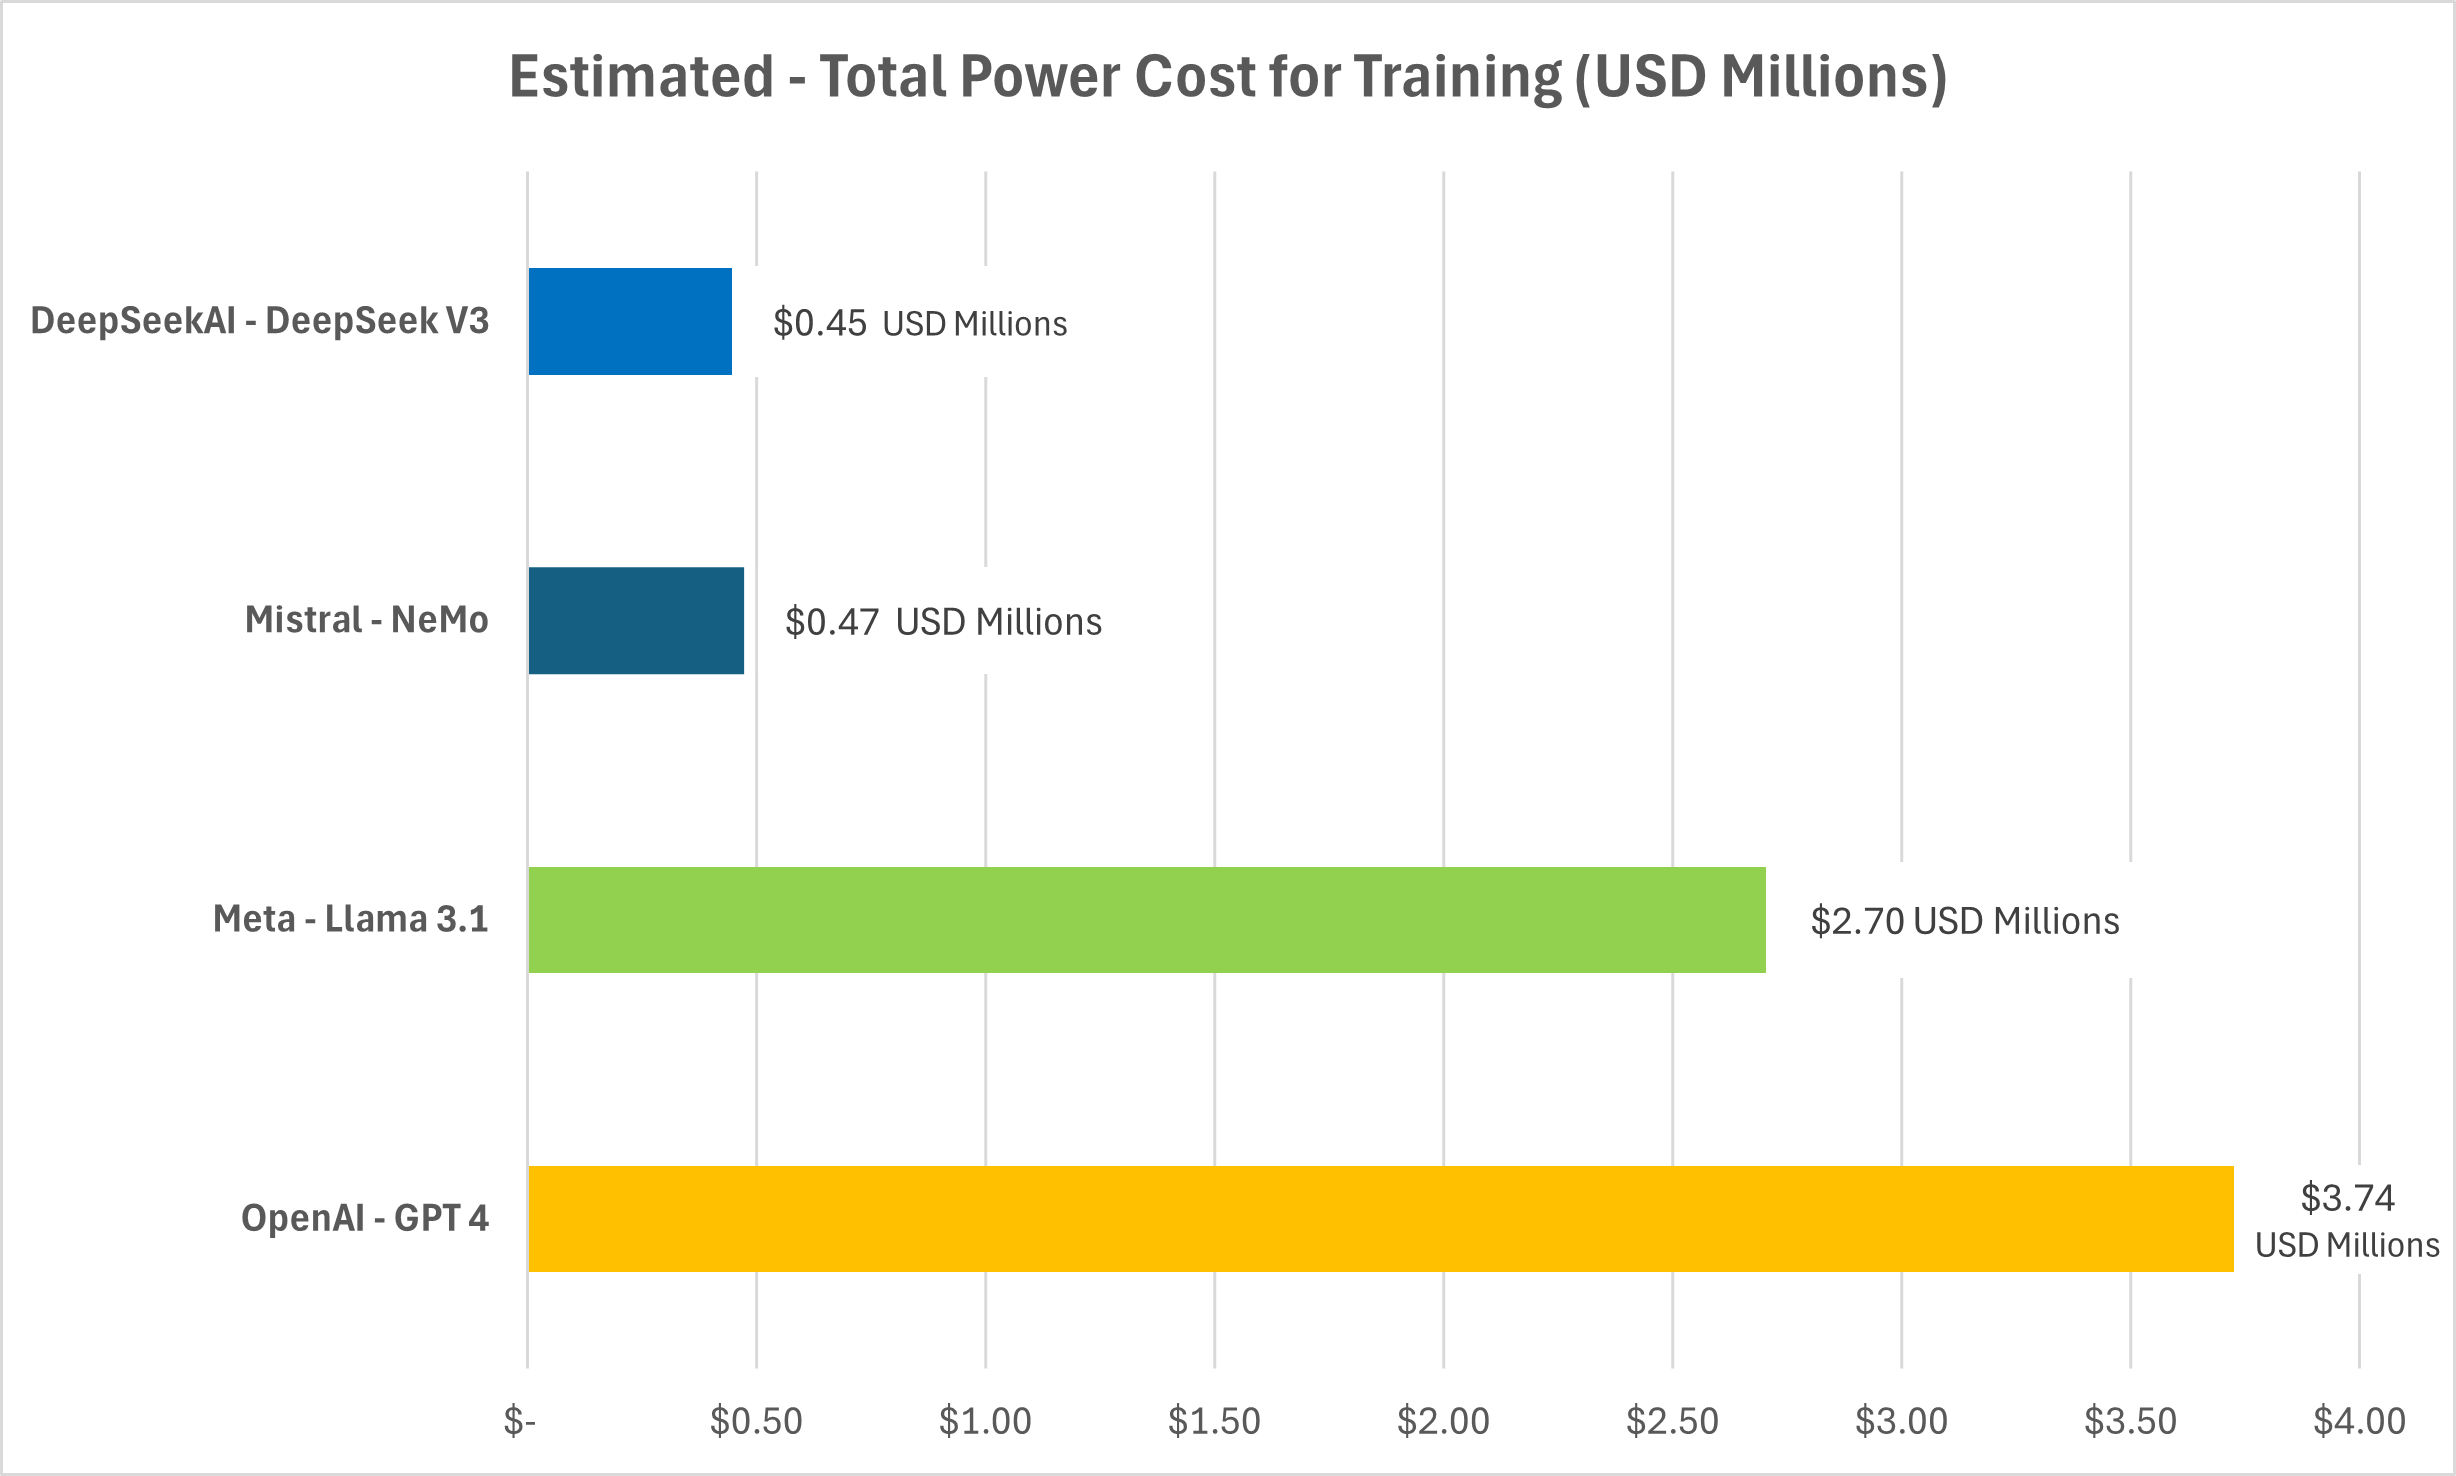 Estimated - Total Power Cost for Training (USD Millions)
DeepSeekAI - DeepSeek V3
$0.45 USD Millions
Mistral - NeMo
$0.47 USD Millions
Meta - Llama 3.1
$2.70 USD Millions
OpenAI - GPT 4
$3.74
USD Millions
$- $0.50 $1.00 $1.50 $2.00 $2.50 $3.00 $3.50 $4.00